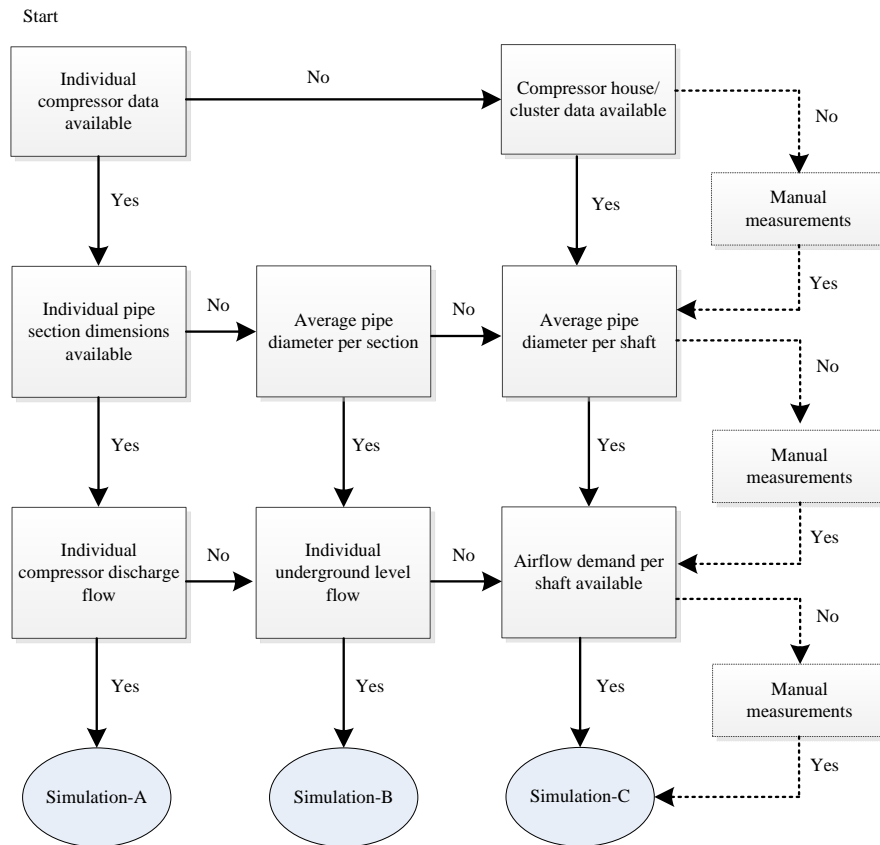 Start
Individual
compressor data
available
No
Compressor house/
cluster data available
No
Yes
Yes
Manual
measurements
Yes
Individual pipe
section dimensions
available
No
Average pipe
diameter per section
No
Average pipe
diameter per shaft
No
Yes
Yes
Yes
Manual
measurements
Yes
Individual
compressor discharge
flow
No
Individual
underground level
flow
No
Airflow demand per
shaft available
No
Yes
Yes
Yes
Manual
measurements
Yes
Simulation-A
Simulation-B
Simulation-C